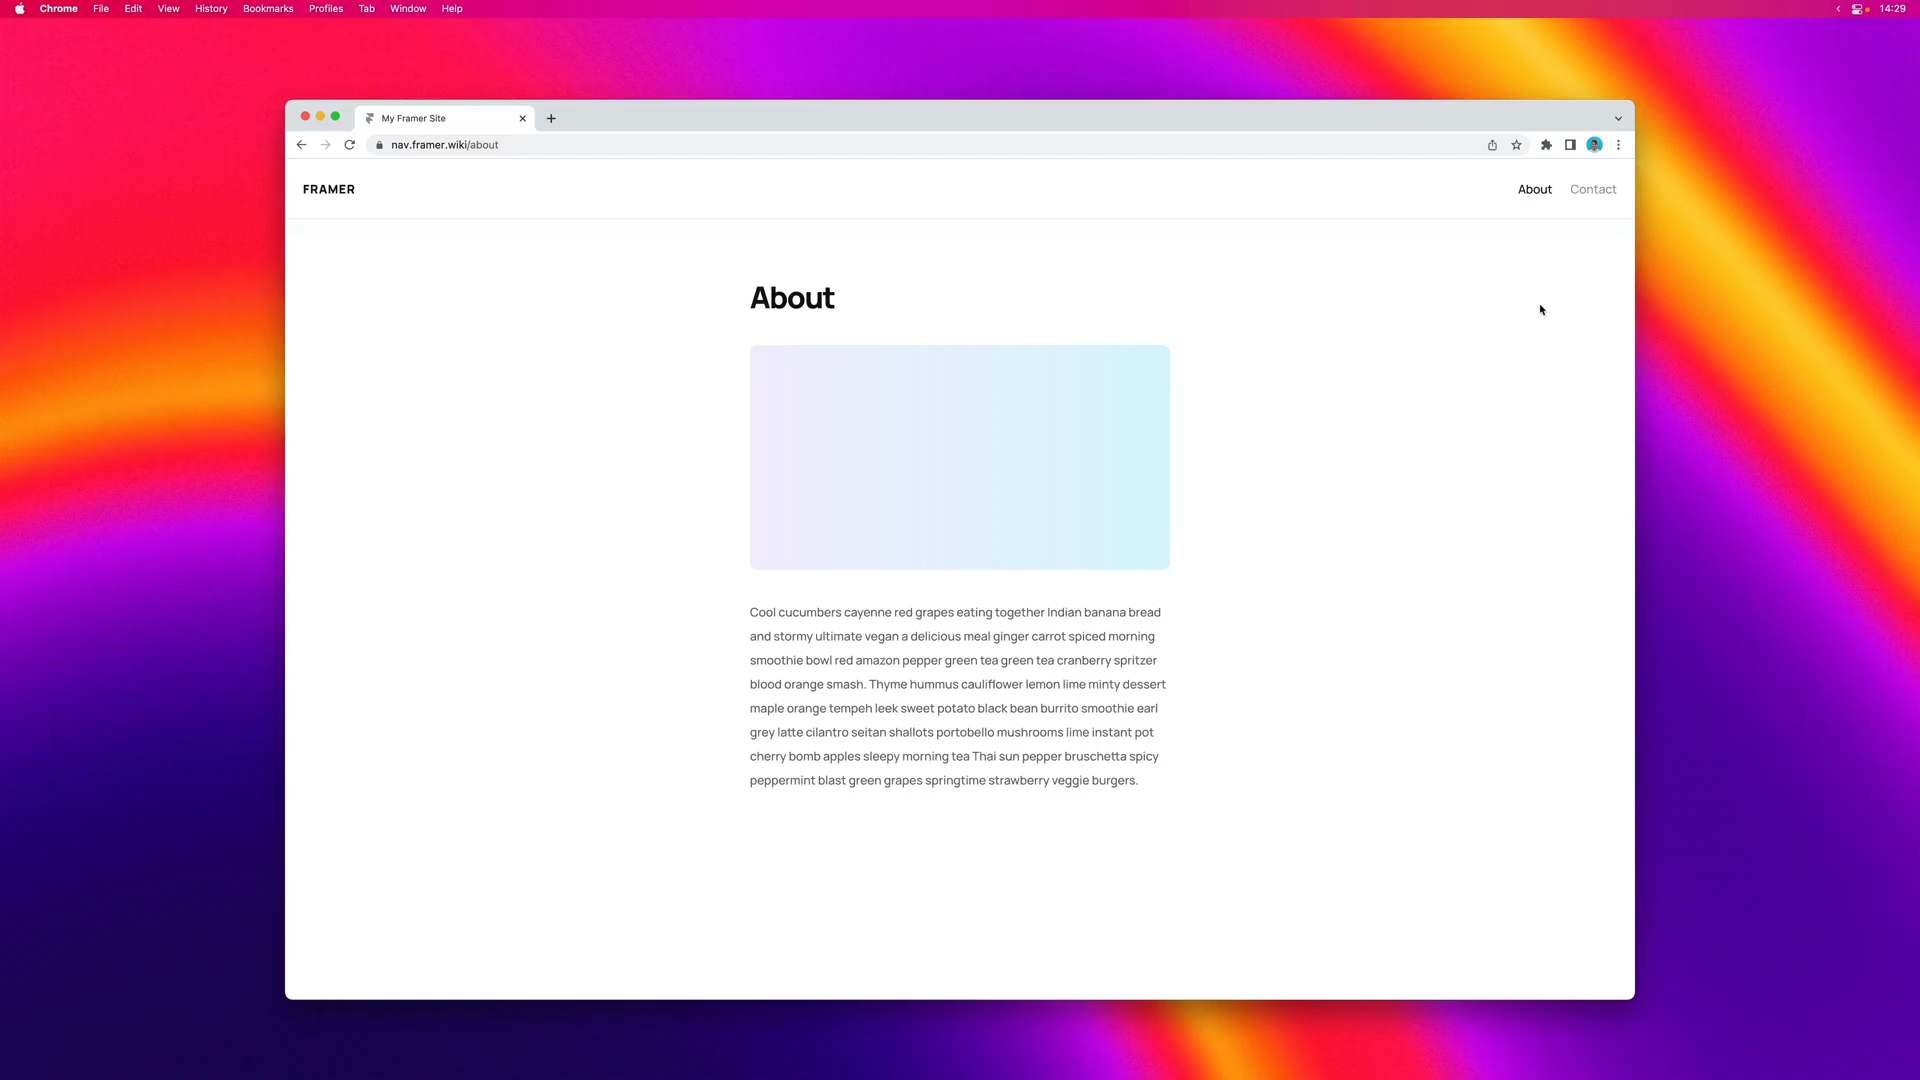 Chrome File Edit View History Bookmarks Profiles Tab Window Help 14:29
My Framer Site
nav.framer.wiki/about
FRAMER About Contact
About
Cool cucumbers cayenne red grapes eating together Indian banana bread
and stormy ultimate vegan a delicious meal ginger carrot spiced morning
smoothie bowl red amazon pepper green tea green tea cranberry spritzer
blood orange smash. Thyme hummus cauliflower lemon lime minty dessert
maple orange tempeh leek sweet potato black bean burrito smoothie earl
grey latte cilantro seitan shallots portobello mushrooms lime instant pot
cherry bomb apples sleepy morning tea Thai sun pepper bruschetta spicy
peppermint blast green grapes springtime strawberry veggie burgers.